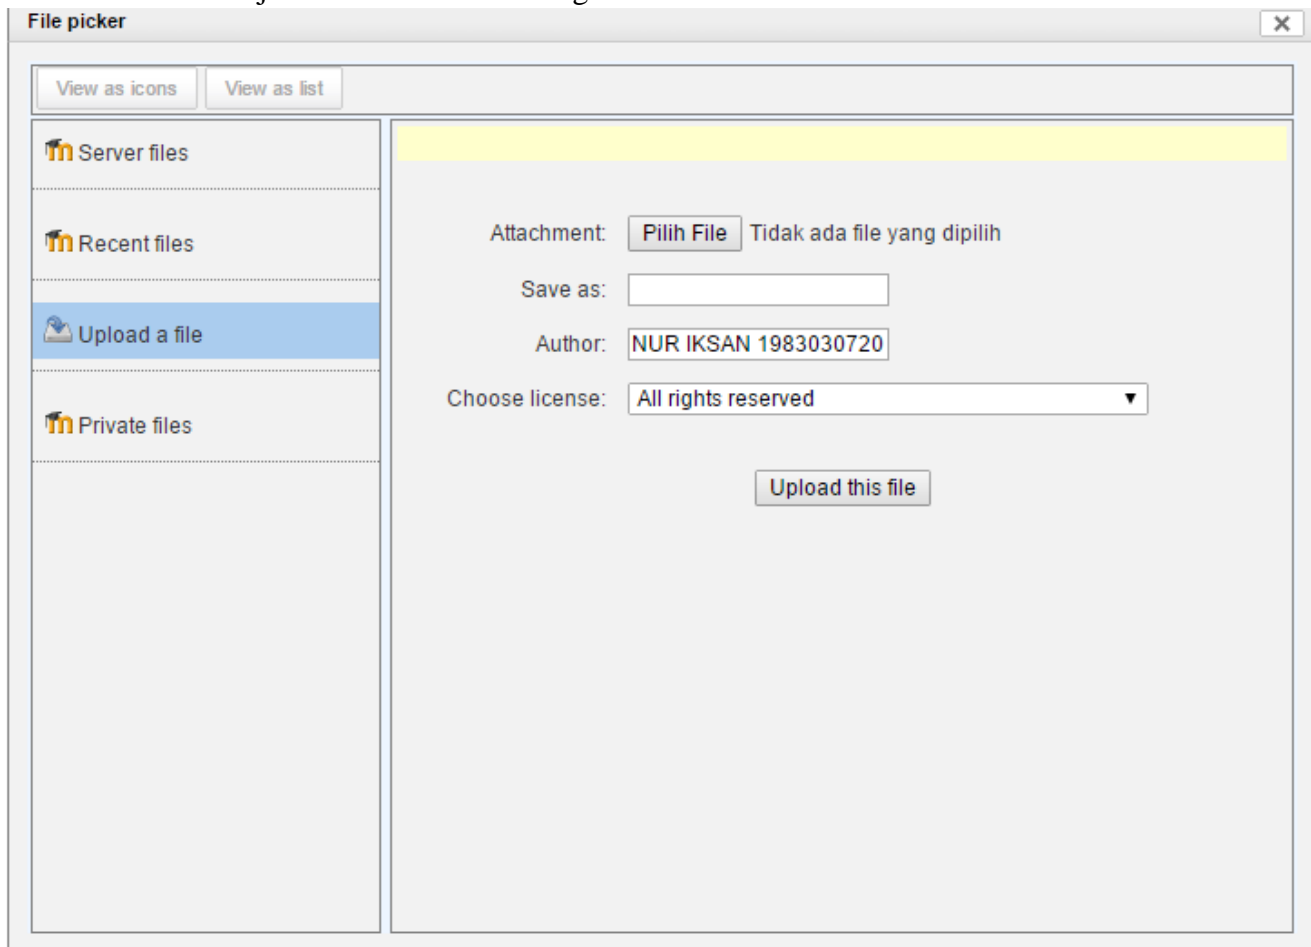 File picker
View as icons View as list
Server files
Recent files
Upload a file
Private files
Attachment: Pilih File Tidak ada file yang dipilih
Save as:
Author: NUR IKSAN 1983030720
Choose license: All rights reserved
Upload this file